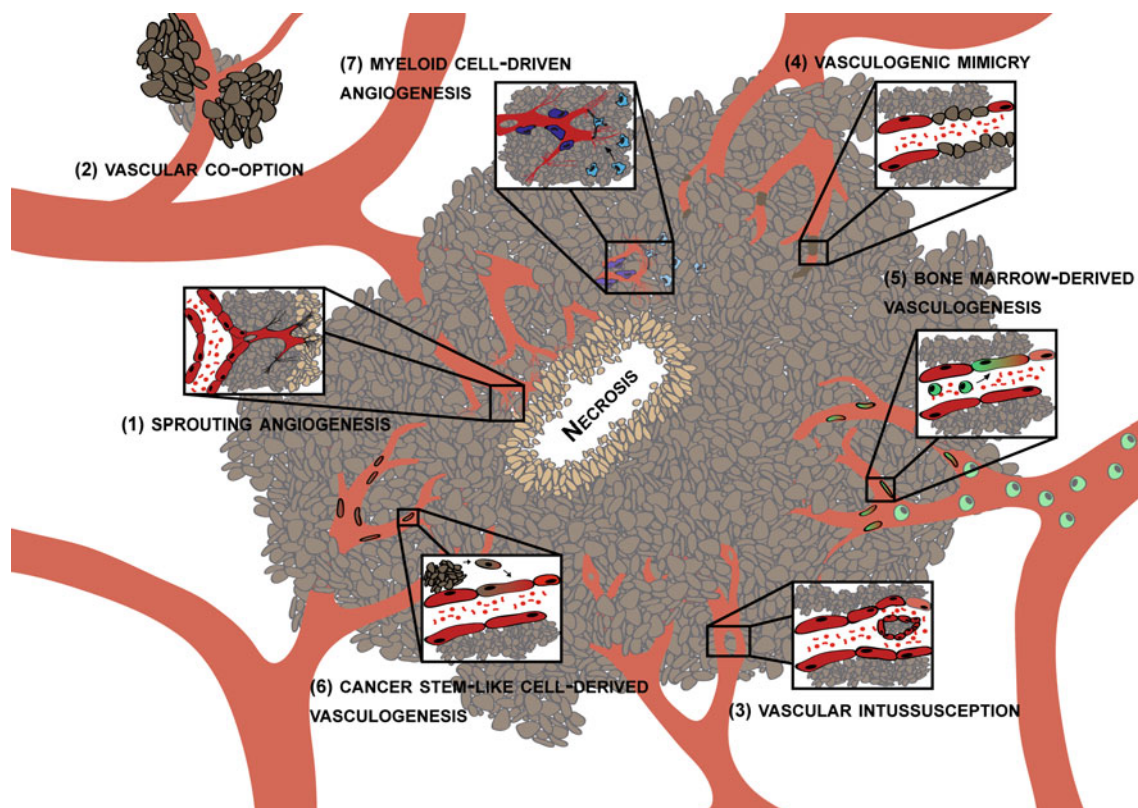 (7) MYELOID CELL-DRIVEN
ANGIOGENESIS
(4) VASCULOGENIC MIMICRY
(2) VASCULAR CO-OPTION
(5) BONE MARROW-DERIVED
VASCULOGENESIS
(1) SPROUTING ANGIOGENESIS
NECROSIS
(6) CANCER STEM-LIKE CELL-DERIVED
VASCULOGENESIS
(3) VASCULAR INTUSSUSCEPTION